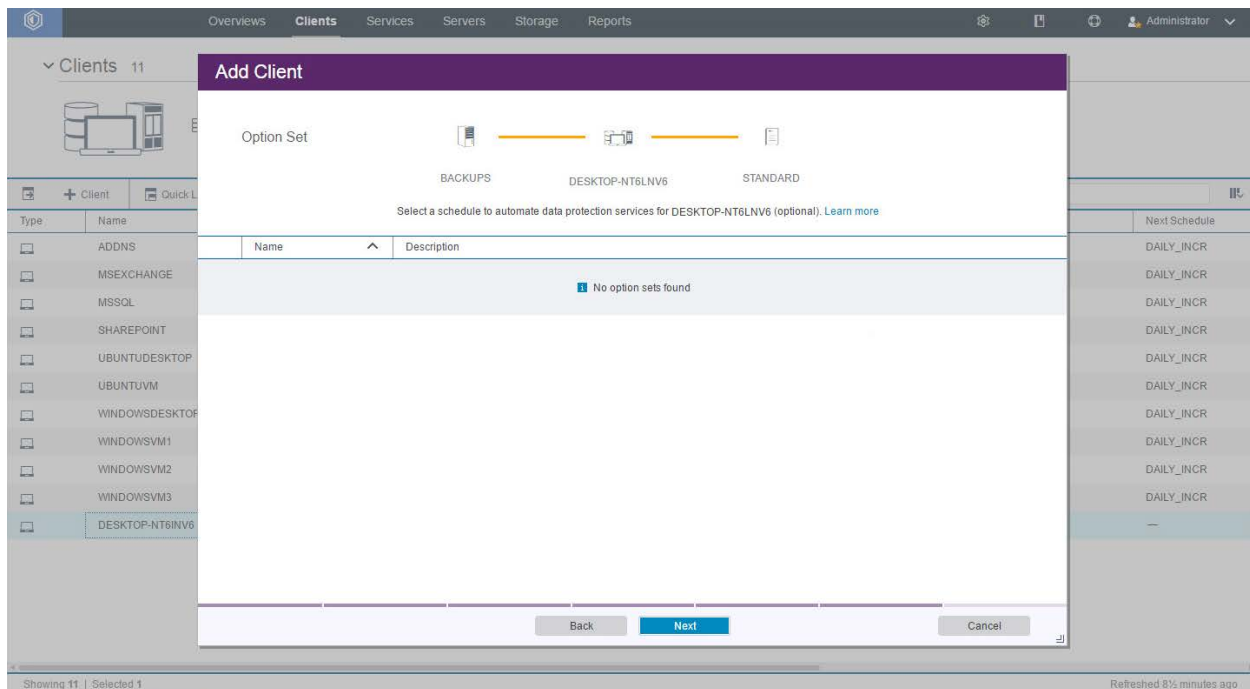 Overviews Clients Services Servers Storage Reports Administrator
Clients 11
Add Client
Option Set
BACKUPS DESKTOP-NT6LNV6 STANDARD
Select a schedule to automate data protection services for DESKTOP-NT6LNV6 (optional). Learn more
+ Client Quick L
Type Name Next Schedule
Name Description
No option sets found
ADDNS DAILY_INCR
MSEXCHANGE DAILY_INCR
MSSQL DAILY_INCR
SHAREPOINT DAILY_INCR
UBUNTUDESKTOP DAILY_INCR
UBUNTUVM DAILY_INCR
WINDOWSDESKTOP DAILY_INCR
WINDOWSVM1 DAILY_INCR
WINDOWSVM2 DAILY_INCR
WINDOWSVM3 DAILY_INCR
DESKTOP-NT6INV6 —
Back Next Cancel
Showing 11 | Selected 1 Refreshed 8½ minutes ago